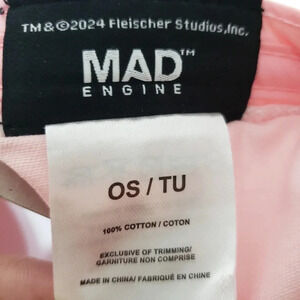 TM&©2024 Fleischer Studios,Inc.
MAD™
ENGINE
OS / TU
100% COTTON / COTON
EXCLUSIVE OF TRIMMING/
GARNITURE NON COMPRISE
MADE IN CHINA/ FABRIQUÉ EN CHINE